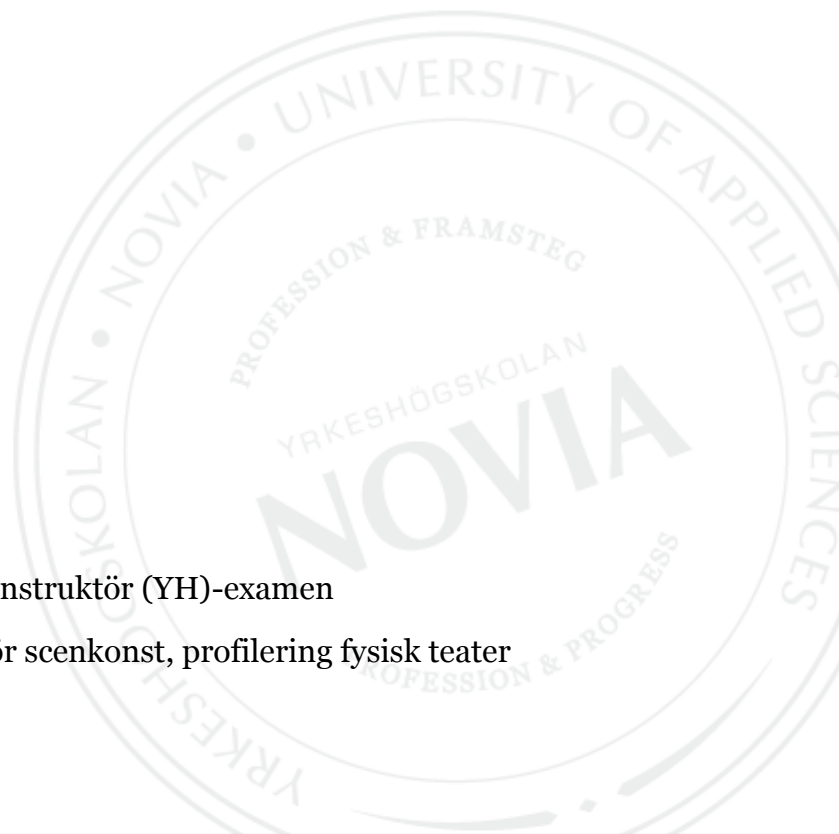 YRKESHÖGSKOLAN • NOVIA • UNIVERSITY OF APPLIED SCIENCES
PROFESSION & FRAMSTEG
YRKESHÖGSKOLAN
NOVIA
PROFESSION & PROGRESS
nstruktör (YH)-examen
ör scenkonst, profilering fysisk teater